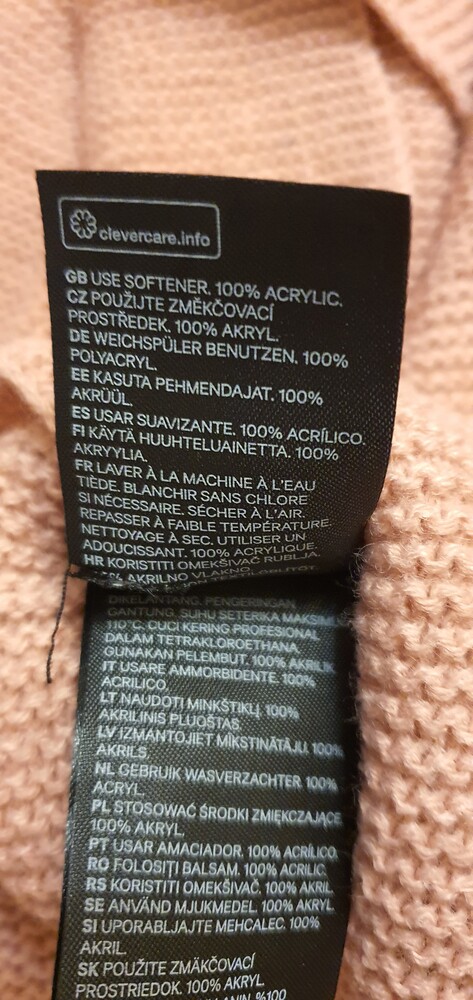 clevercare.info
GB USE SOFTENER. 100% ACRYLIC.
CZ POUŽIJTE ZMĚKČOVACÍ
PROSTŘEDEK. 100% AKRYL.
DE WEICHSPÜLER BENUTZEN. 100%
POLYACRYL.
EE KASUTA PEHMENDAJAT. 100%
AKRÜÜL.
ES USAR SUAVIZANTE. 100% ACRÍLICO.
FI KÄYTÄ HUUHTELUAINETTA. 100%
AKRYYLIA.
FR LAVER À LA MACHINE À L'EAU
TIÈDE. BLANCHIR SANS CHLORE
SI NÉCESSAIRE. SÉCHER À L'AIR.
REPASSER À FAIBLE TEMPÉRATURE.
NETTOYAGE À SEC. UTILISER UN
ADOUCISSANT. 100% ACRYLIQUE.
HR KORISTITI OMEKŠIVAČ RUBLJA.
AKRILNO VLAKNO.
DIKELANTANG. PENGERINGAN
GANTUNG. SUHU SETERIKA MAKSIMAL
110°C. CUCI KERING PROFESIONAL
DALAM TETRAKLOROETHANA.
GUNAKAN PELEMBUT. 100% AKRILIK.
IT USARE AMMORBIDENTE. 100%
ACRILICO.
LT NAUDOTI MINKŠTIKLĮ. 100%
AKRILINIS PLUOŠTAS
LV IZMANTOJIET MĪKSTINĀTĀJU. 100%
AKRILS.
NL GEBRUIK WASVERZACHTER. 100%
ACRYL.
PL STOSOWAĆ ŚRODKI ZMIĘKCZAJĄCE.
100% AKRYL.
PT USAR AMACIADOR. 100% ACRÍLICO.
RO FOLOSIŢI BALSAM. 100% ACRILIC.
RS KORISTITI OMEKŠIVAČ. 100% AKRIL.
SE ANVÄND MJUKMEDEL. 100% AKRYL.
SI UPORABLJAJTE MEHČALEC. 100%
AKRIL.
SK POUŽITE ZMÄKČOVACÍ
PROSTRIEDOK. 100% AKRYL.
%100